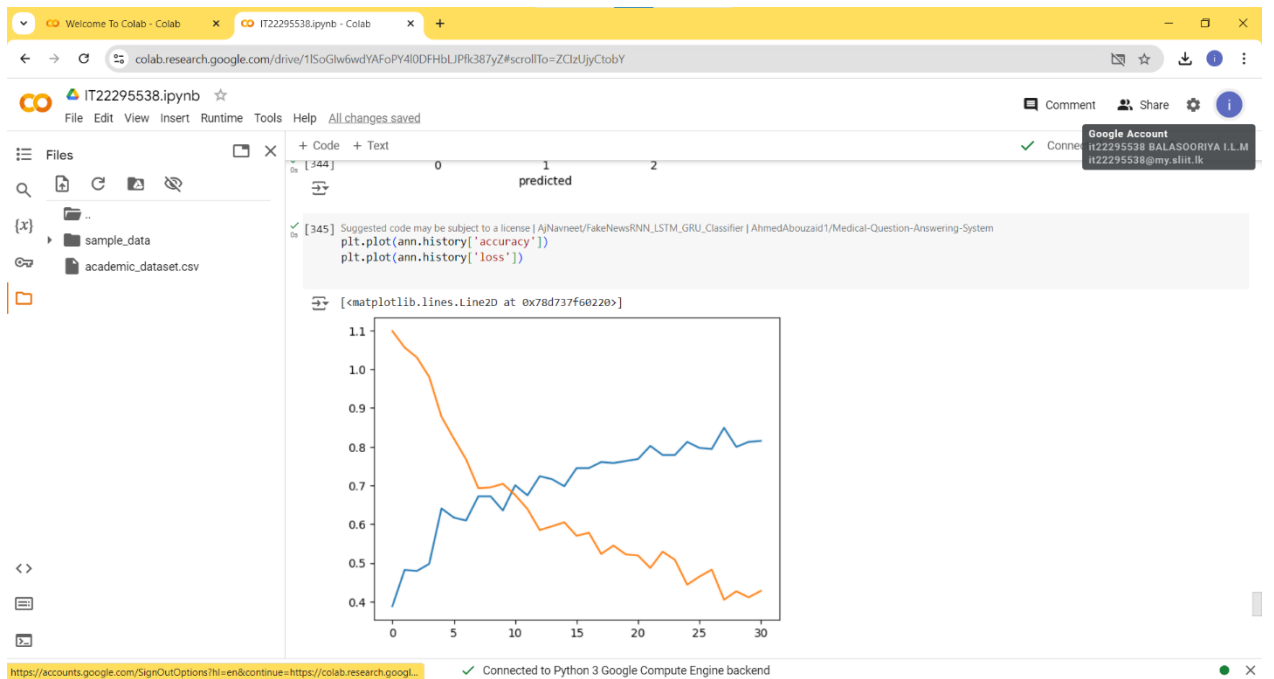 Welcome To Colab - Colab
IT22295538.ipynb - Colab
colab.research.google.com/drive/1lSoGlw6wdYAFoPY4l0DFHbLJPfk387yZ#scrollTo=ZClzUjyCtobY
i
IT22295538.ipynb
Comment
Share
i
File Edit View Insert Runtime Tools Help All changes saved
Google Account
it22295538 BALASOORIYA I.L.M
it22295538@my.sliit.lk
Files
+ Code + Text
Conne
..
sample_data
academic_dataset.csv
[344]
0s
0 1 2
predicted
[345]
0s
Suggested code may be subject to a license | AjNavneet/FakeNewsRNN_LSTM_GRU_Classifier | AhmedAbouzaid1/Medical-Question-Answering-System
plt.plot(ann.history['accuracy'])
plt.plot(ann.history['loss'])
[<matplotlib.lines.Line2D at 0x78d737f60220>]
1.1
1.0
0.9
0.8
0.7
0.6
0.5
0.4
0 5 10 15 20 25 30
https://accounts.google.com/SignOutOptions?hl=en&continue=https://colab.research.googl...
Connected to Python 3 Google Compute Engine backend